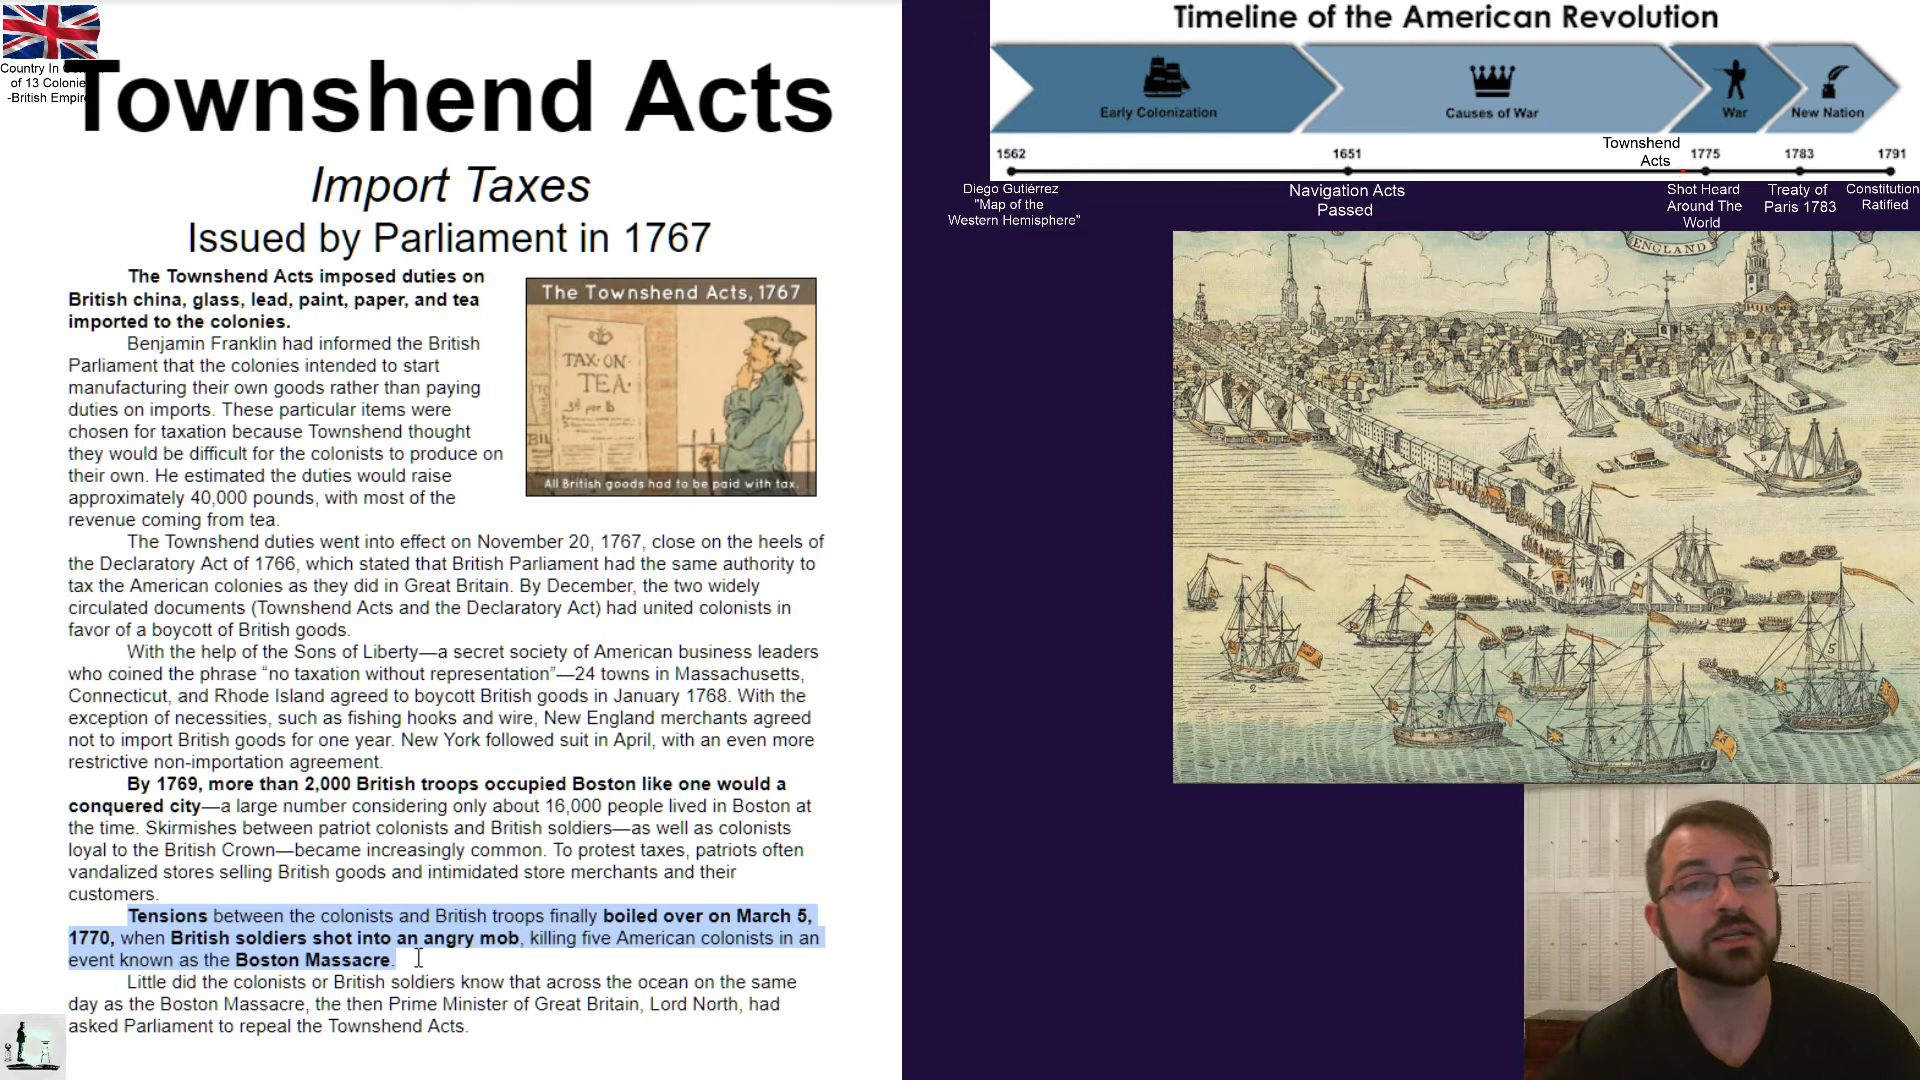 Country In
of 13 Colonie
-British Empir
Townshend Acts
Import Taxes
Issued by Parliament in 1767
The Townshend Acts imposed duties on
British china, glass, lead, paint, paper, and tea
imported to the colonies.
Benjamin Franklin had informed the British
Parliament that the colonies intended to start
manufacturing their own goods rather than paying
duties on imports. These particular items were
chosen for taxation because Townshend thought
they would be difficult for the colonists to produce on
their own. He estimated the duties would raise
approximately 40,000 pounds, with most of the
revenue coming from tea.
The Townshend Acts, 1767
TAX·ON·
TEA·
All British goods had to be paid with tax.
The Townshend duties went into effect on November 20, 1767, close on the heels of
the Declaratory Act of 1766, which stated that British Parliament had the same authority to
tax the American colonies as they did in Great Britain. By December, the two widely
circulated documents (Townshend Acts and the Declaratory Act) had united colonists in
favor of a boycott of British goods.
With the help of the Sons of Liberty—a secret society of American business leaders
who coined the phrase “no taxation without representation”—24 towns in Massachusetts,
Connecticut, and Rhode Island agreed to boycott British goods in January 1768. With the
exception of necessities, such as fishing hooks and wire, New England merchants agreed
not to import British goods for one year. New York followed suit in April, with an even more
restrictive non-importation agreement.
By 1769, more than 2,000 British troops occupied Boston like one would a
conquered city—a large number considering only about 16,000 people lived in Boston at
the time. Skirmishes between patriot colonists and British soldiers—as well as colonists
loyal to the British Crown—became increasingly common. To protest taxes, patriots often
vandalized stores selling British goods and intimidated store merchants and their
customers.
Tensions between the colonists and British troops finally boiled over on March 5,
1770, when British soldiers shot into an angry mob, killing five American colonists in an
event known as the Boston Massacre.
Little did the colonists or British soldiers know that across the ocean on the same
day as the Boston Massacre, the then Prime Minister of Great Britain, Lord North, had
asked Parliament to repeal the Townshend Acts.
Timeline of the American Revolution
Early Colonization
Causes of War
War
New Nation
Townshend
Acts
1562
1651
1775
1783
1791
Diego Gutiérrez
"Map of the
Western Hemisphere"
Navigation Acts
Passed
Shot Heard
Around The
World
Treaty of
Paris 1783
Constitution
Ratified
ENGLAND